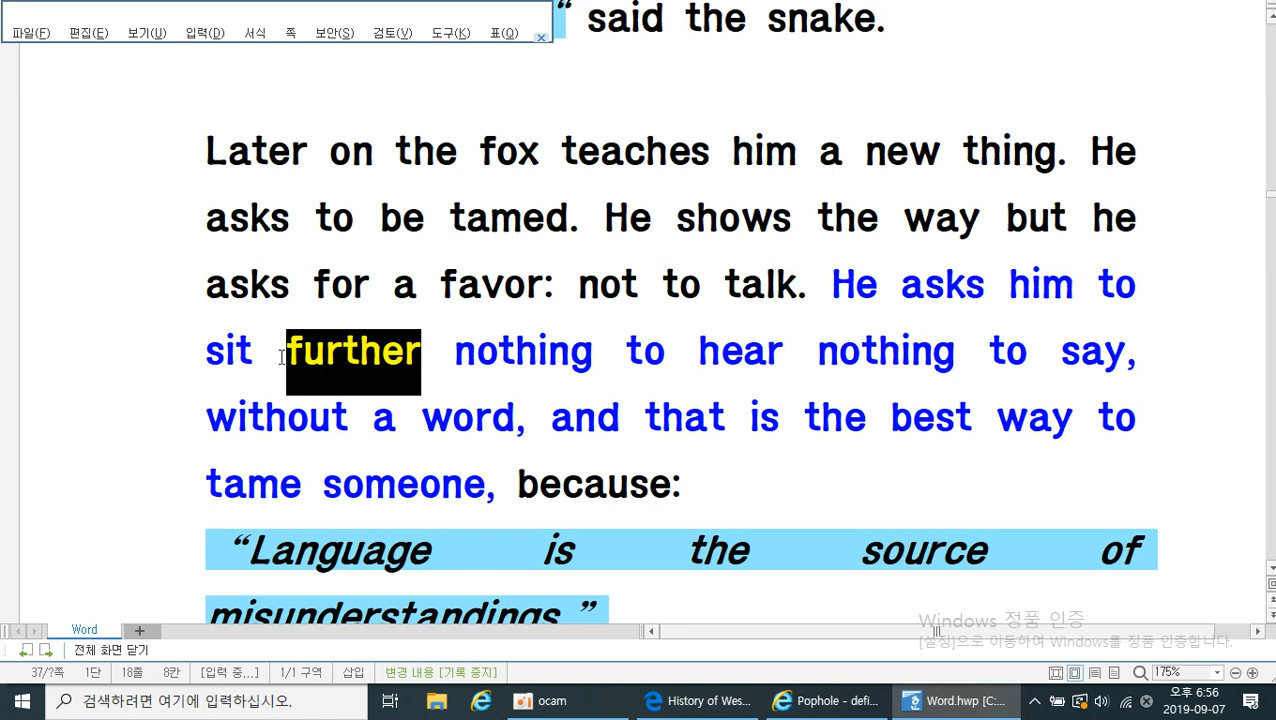 파일(F) 편집(E) 보기(U) 입력(D) 서식 쪽 보안(S) 검토(V) 도구(K) 표(Q)
” said the snake.
Later on the fox teaches him a new thing. He
asks to be tamed. He shows the way but he
asks for a favor: not to talk. He asks him to
sit further nothing to hear nothing to say,
without a word, and that is the best way to
tame someone, because:
“Language is the source of
misunderstandings.”
Windows 정품 인증
[설정]으로 이동하여 Windows를 정품 인증합니다.
Word
전체 화면 닫기
37/?쪽 1단 18줄 8칸 [입력 중...] 1/1 구역 삽입 변경 내용 [기록 중지] 175%
검색하려면 여기에 입력하십시오. ocam History of Wes... Pophole - defi... Word.hwp [C:... 오후 6:56
2019-09-07